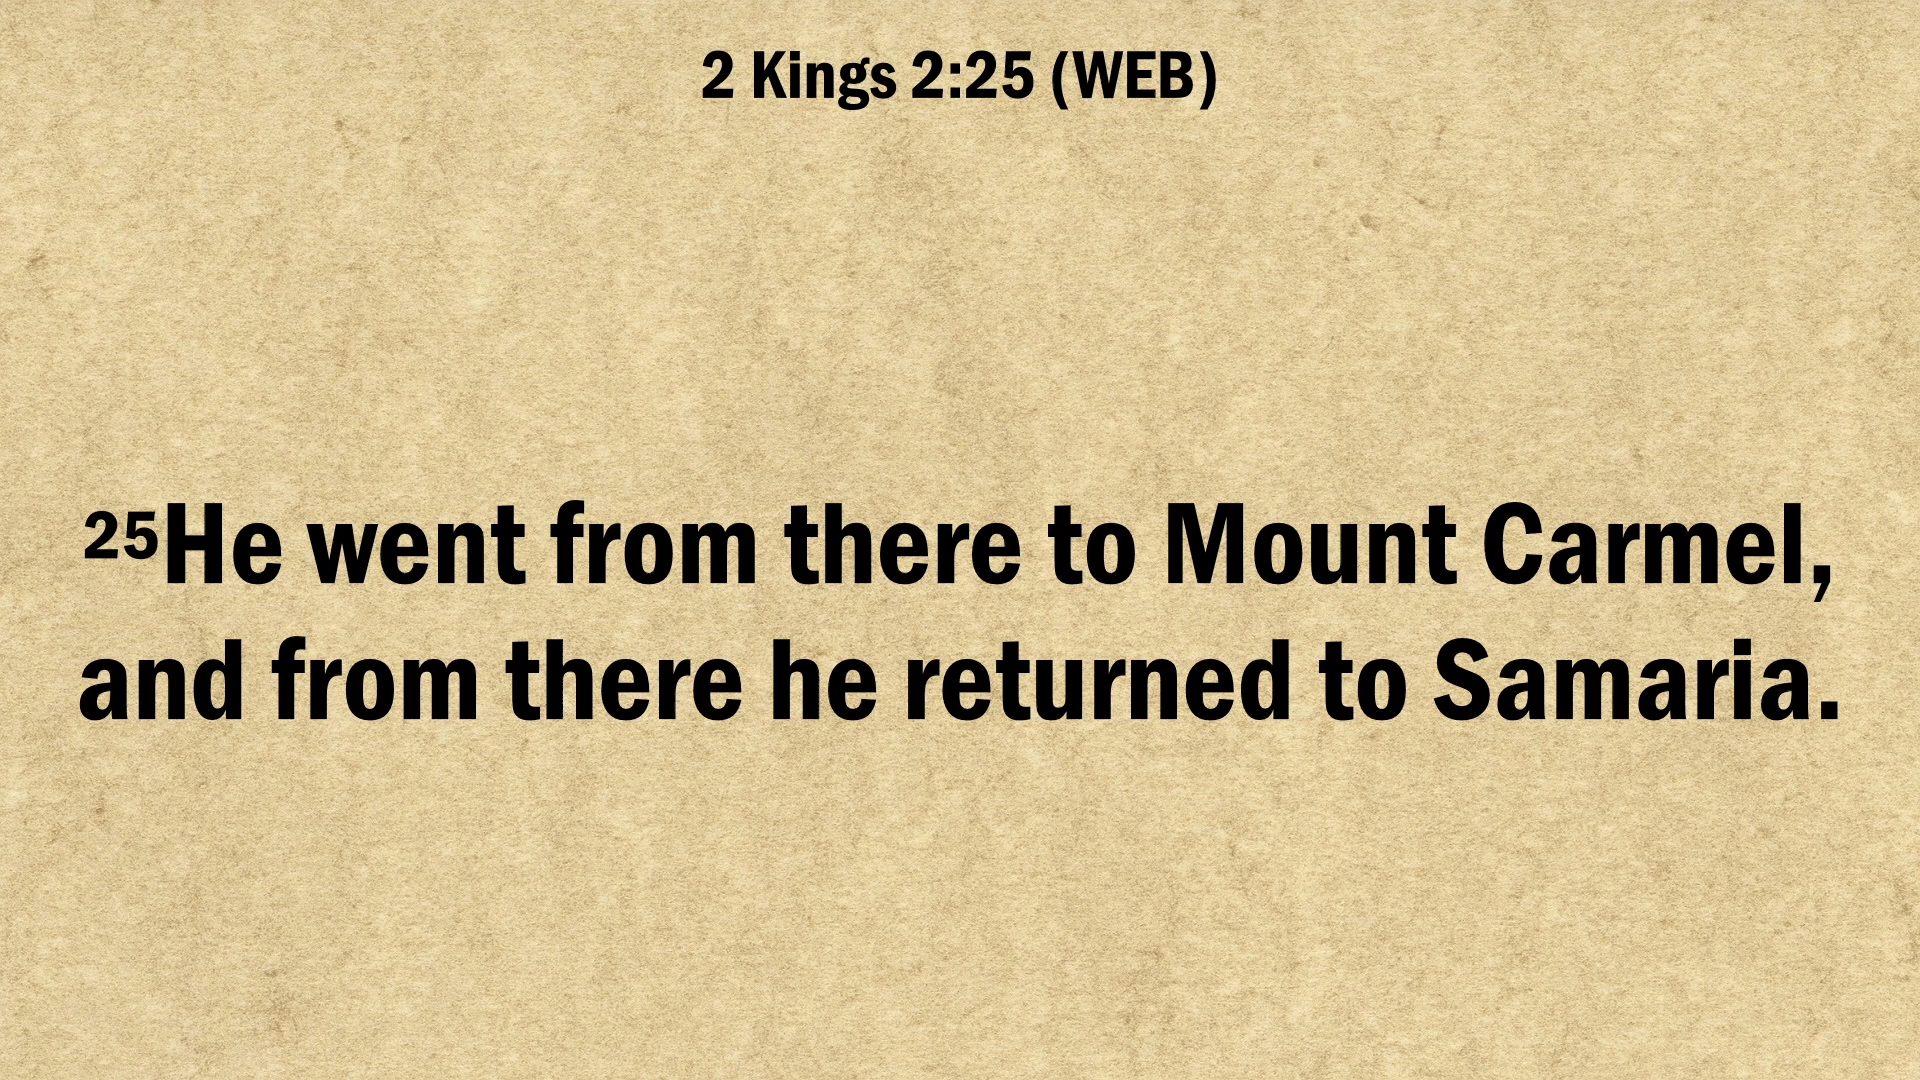 2 Kings 2:25 (WEB)
²⁵He went from there to Mount Carmel,
and from there he returned to Samaria.